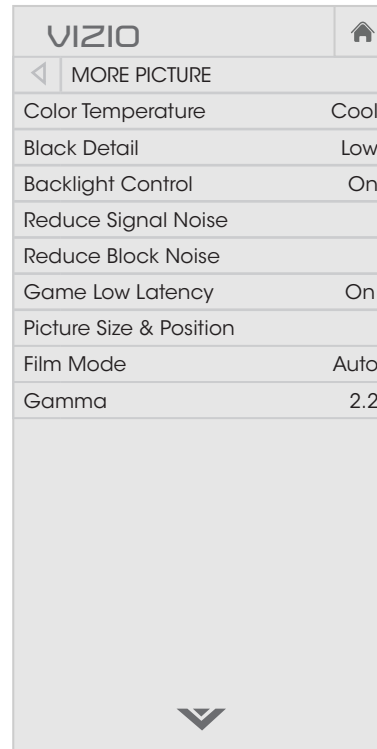 VIZIO
MORE PICTURE
Color Temperature Cool
Black Detail Low
Backlight Control On
Reduce Signal Noise
Reduce Block Noise
Game Low Latency On
Picture Size & Position
Film Mode Auto
Gamma 2.2